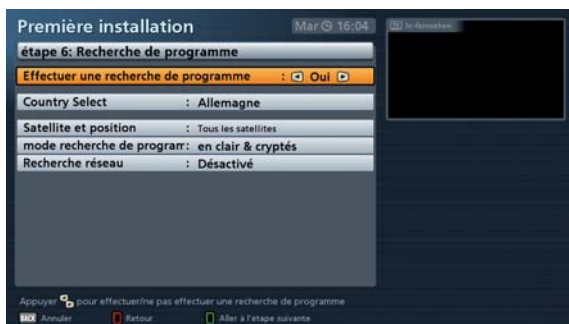 Première installation
Mar 16:04
étape 6: Recherche de programme
Effectuer une recherche de programme : Oui
Country Select : Allemagne
Satellite et position : Tous les satellites
mode recherche de program: en clair & cryptés
Recherche réseau : Désactivé
Appuyer pour effectuer/ne pas effectuer une recherche de programme
BACK Annuler
Retour
Aller à l'étape suivante